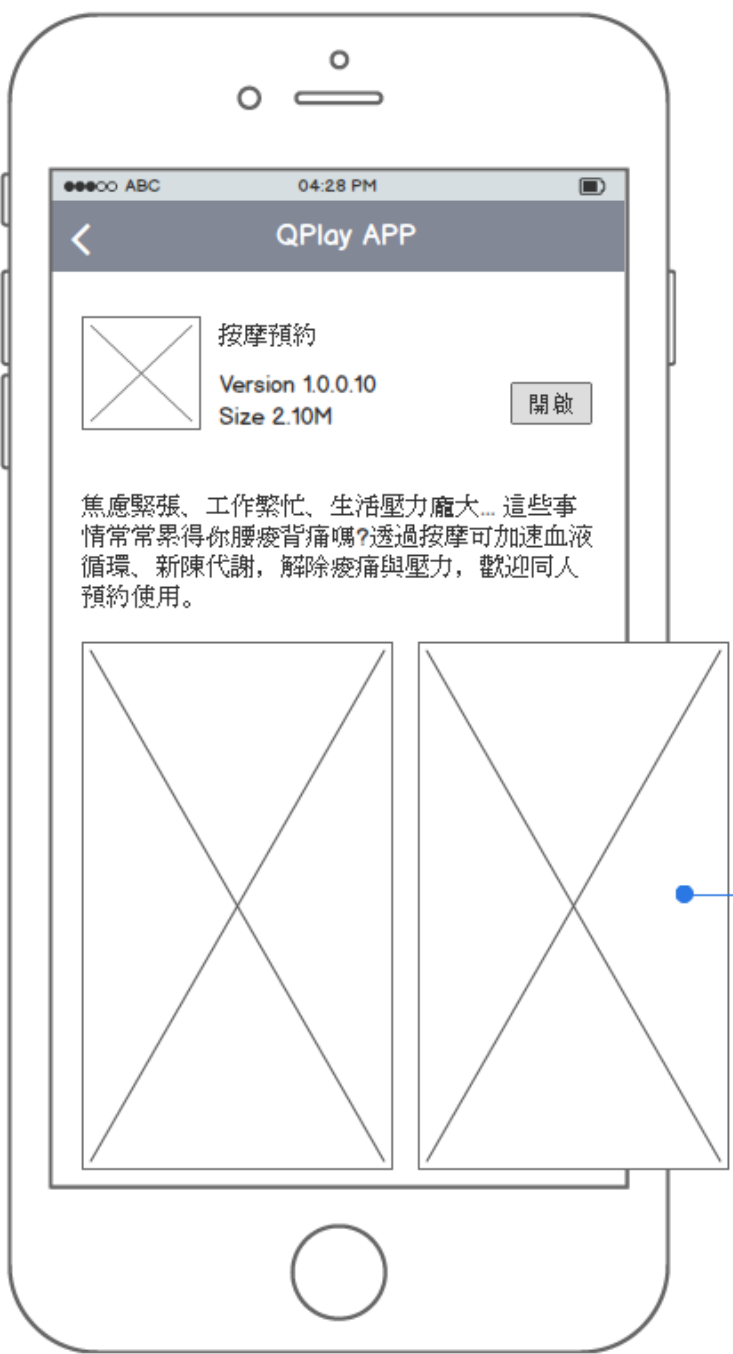 ABC 04:28 PM
QPlay APP
按摩預約
Version 1.0.0.10
Size 2.10M
開啟
焦慮緊張、工作繁忙、生活壓力龐大... 這些事
情常常累得你腰痠背痛嗎?透過按摩可加速血液
循環、新陳代謝，解除痠痛與壓力，歡迎同人
預約使用。